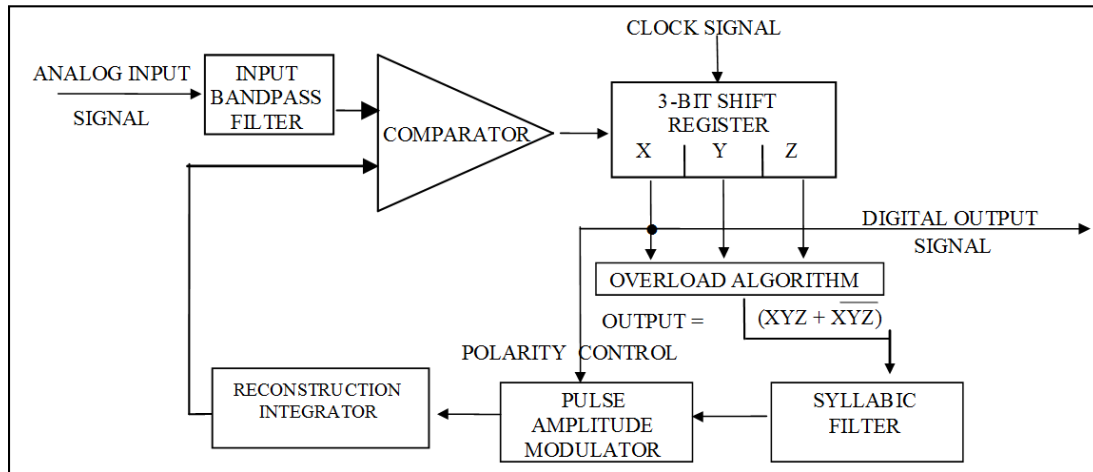 CLOCK SIGNAL
ANALOG INPUT
SIGNAL
INPUT
BANDPASS
FILTER
COMPARATOR
3-BIT SHIFT
REGISTER
X Y Z
DIGITAL OUTPUT
SIGNAL
OVERLOAD ALGORITHM
OUTPUT = (XYZ + X̅Y̅Z̅)
POLARITY CONTROL
RECONSTRUCTION
INTEGRATOR
PULSE
AMPLITUDE
MODULATOR
SYLLABIC
FILTER